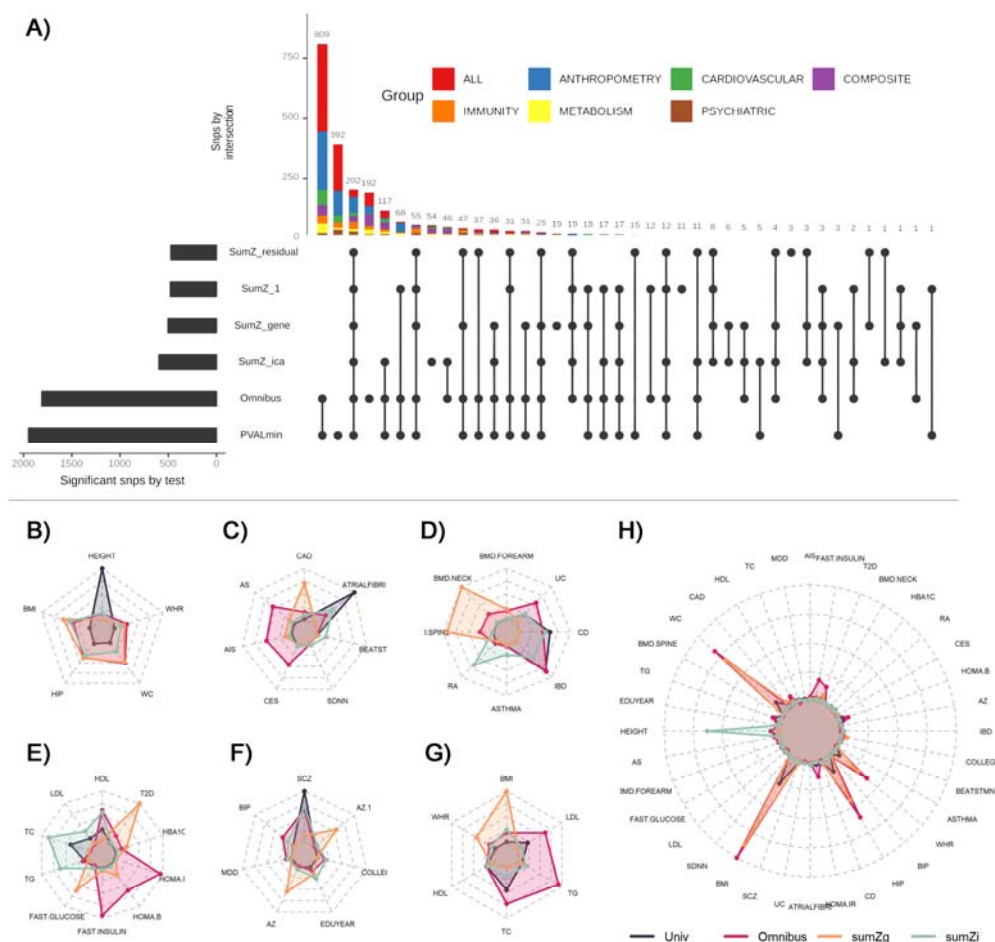 A)
750
500
250
0
Snps by
intersection
809
392
202
192
117
68
55
54
46
47
37
36
31
31
25
19
19
18
17
17
15
12
12
11
8
6
5
5
4
3
3
3
2
1
1
1
1
1
Group
ALL
ANTHROPOMETRY
CARDIOVASCULAR
COMPOSITE
IMMUNITY
METABOLISM
PSYCHIATRIC
SumZ_residual
SumZ_1
SumZ_gene
SumZ_ica
Omnibus
PVALmin
2000
1500
1000
500
0
Significant snps by test
B)
HEIGHT
BMI
WHR
HIP
WC
C)
CAD
AS
ATRIALFIBRI
AIS
BEATST
CES
SDNN
D)
BMD.FOREARM
BMD.NECK
UC
CD
RA
IBD
ASTHMA
E)
HDL
LDL
T2D
TC
HBA1C
TG
HOMA.I
FAST.GLUCOSE
HOMA.B
FAST.INSULIN
F)
SCZ
BIP
AZ.1
MDD
COLLEI
AZ
EDUYEAR
G)
BMI
WHR
LDL
HDL
TG
TC
H)
AIS
FAST.INSULIN
MDD
T2D
TC
BMD.NECK
HDL
HBA1C
CAD
RA
WC
CES
BMD.SPINE
HOMA.B
TG
AZ
EDUYEAR
IBD
HEIGHT
COLLEG
AS
BEATSTMN
BMD.FOREARM
ASTHMA
FAST.GLUCOSE
WHR
LDL
BIP
SDNN
HIP
BMI
CD
SCZ
HOMA.IR
UC
ATRIALFIBRI
Univ
Omnibus
sumZg
sumZi